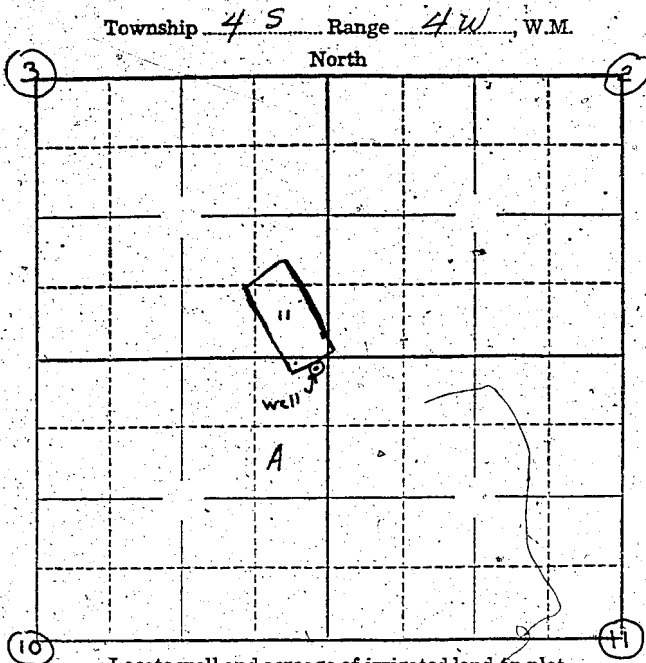 Township 4 S Range 4 W, W.M.
North
3 2
11
well
A
10 11
Locate well and acreage of irrigated land on plat